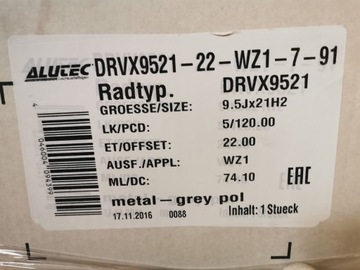 ALUTEC DRVX9521-22-WZ1-7-91
Radtyp. DRVX9521
GROESSE/SIZE: 9.5Jx21H2
LK/PCD: 5/120.00
ET/OFFSET: 22.00
AUSF./APPL: WZ1
ML/DC: 74.10 EAC
metal-grey pol
17.11.2016 0088 Inhalt: 1 Stueck